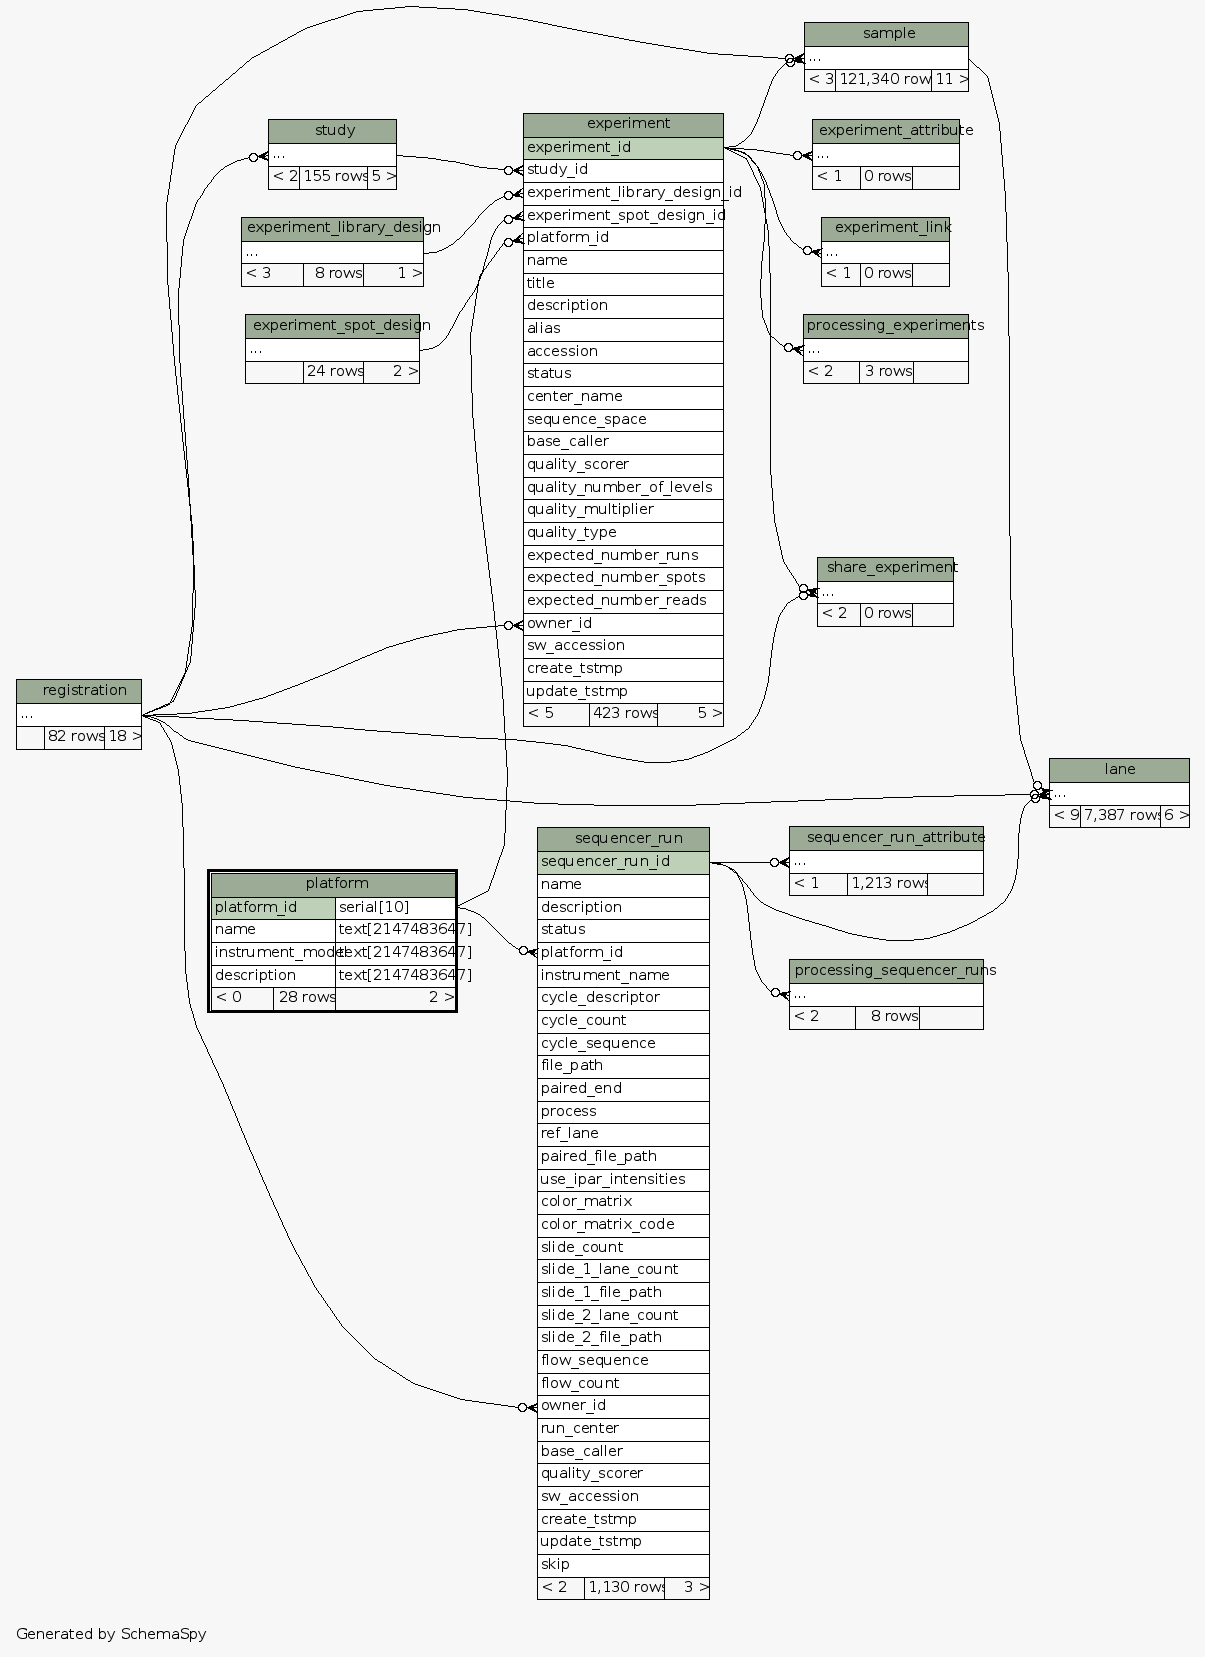 sample
...
< 3 121,340 row 11 >
study
...
< 2 155 rows 5 >
experiment_library_design
...
< 3 8 rows 1 >
experiment_spot_design
...
24 rows 2 >
experiment
experiment_id
study_id
experiment_library_design_id
experiment_spot_design_id
platform_id
name
title
description
alias
accession
status
center_name
sequence_space
base_caller
quality_scorer
quality_number_of_levels
quality_multiplier
quality_type
expected_number_runs
expected_number_spots
expected_number_reads
owner_id
sw_accession
create_tstmp
update_tstmp
< 5 423 rows 5 >
experiment_attribute
...
< 1 0 rows
experiment_link
...
< 1 0 rows
processing_experiments
...
< 2 3 rows
share_experiment
...
< 2 0 rows
registration
...
82 rows 18 >
lane
...
< 9 7,387 rows 6 >
platform
platform_id serial[10]
name text[2147483647]
instrument_model text[2147483647]
description text[2147483647]
< 0 28 rows 2 >
sequencer_run
sequencer_run_id
name
description
status
platform_id
instrument_name
cycle_descriptor
cycle_count
cycle_sequence
file_path
paired_end
process
ref_lane
paired_file_path
use_ipar_intensities
color_matrix
color_matrix_code
slide_count
slide_1_lane_count
slide_1_file_path
slide_2_lane_count
slide_2_file_path
flow_sequence
flow_count
owner_id
run_center
base_caller
quality_scorer
sw_accession
create_tstmp
update_tstmp
skip
< 2 1,130 rows 3 >
sequencer_run_attribute
...
< 1 1,213 rows
processing_sequencer_runs
...
< 2 8 rows
Generated by SchemaSpy